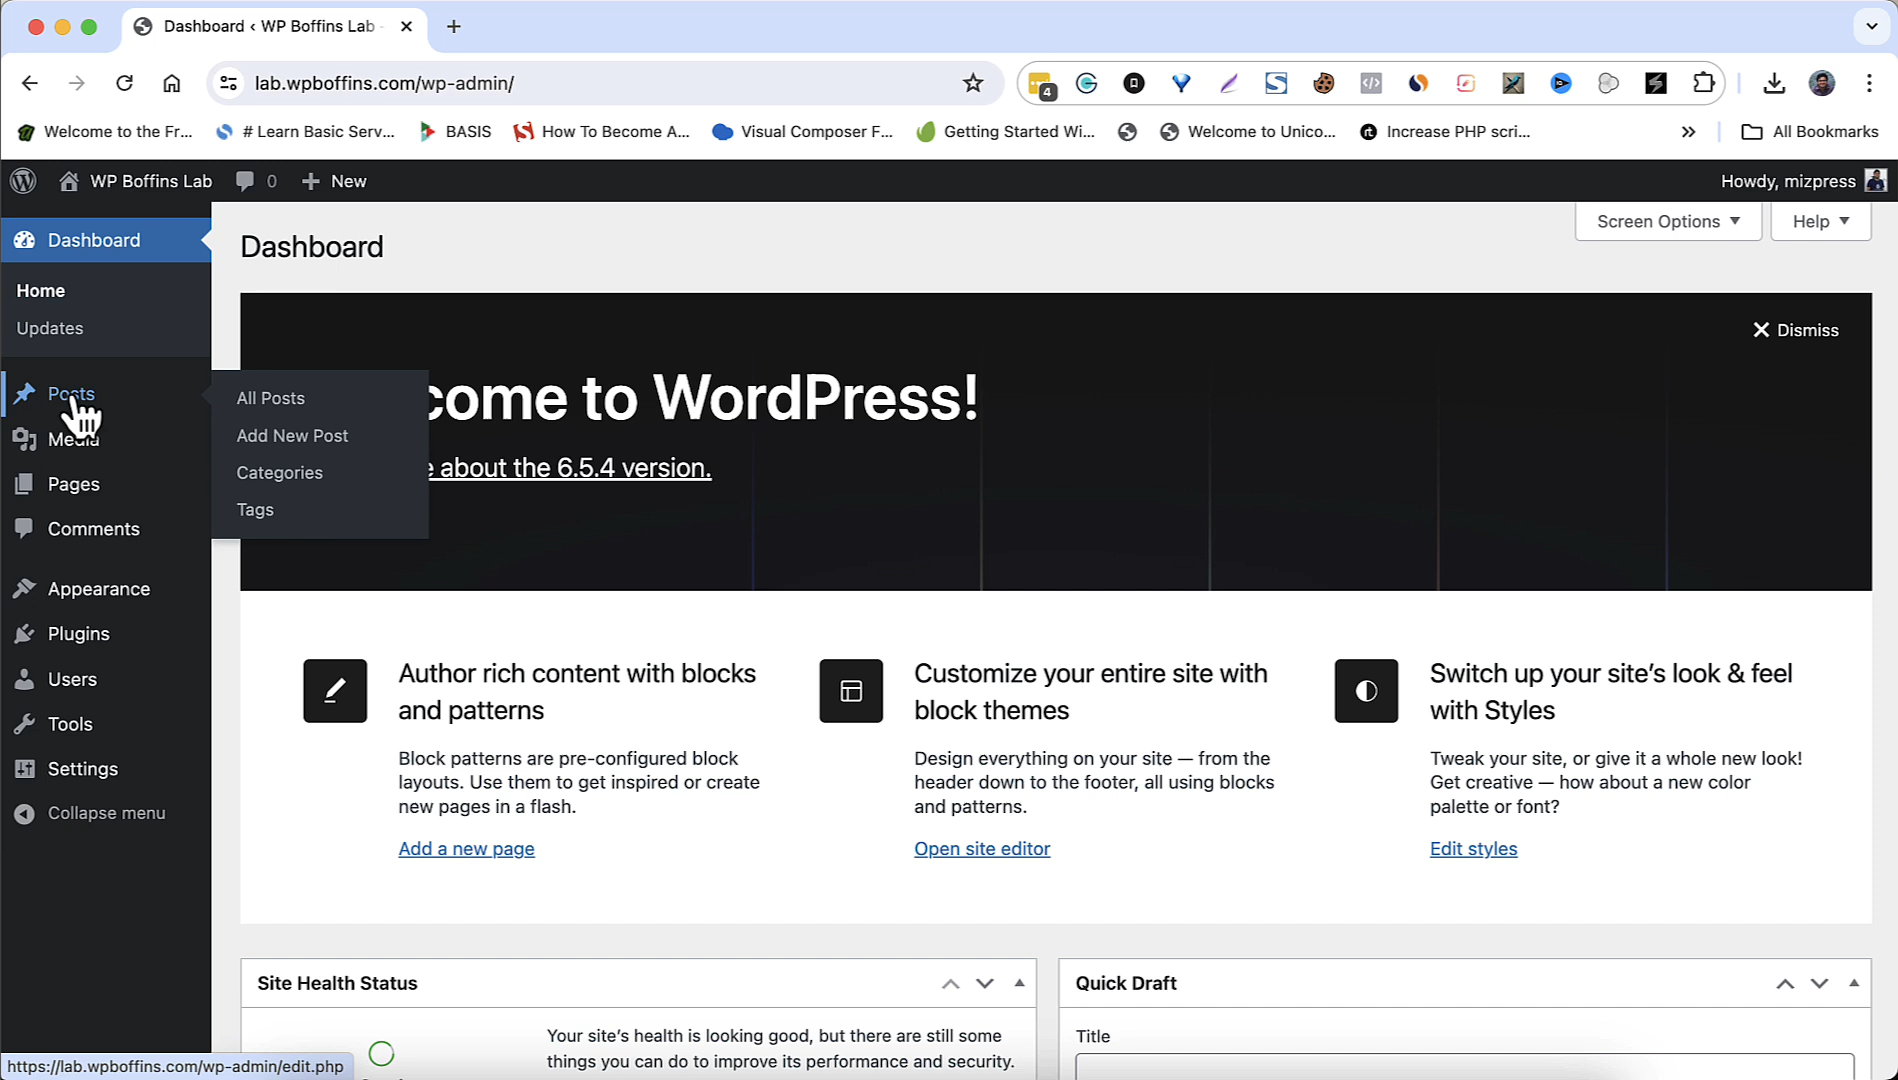 Dashboard ‹ WP Boffins Lab
lab.wpboffins.com/wp-admin/
4
Welcome to the Fr...
# Learn Basic Serv...
BASIS
How To Become A...
Visual Composer F...
Getting Started Wi...
Welcome to Unico...
rt
Increase PHP scri...
All Bookmarks
WP Boffins Lab
0
New
Howdy, mizpress
Screen Options
Help
Dashboard
Home
Updates
Posts
Media
Pages
Comments
Appearance
Plugins
Users
Tools
Settings
Collapse menu
All Posts
Add New Post
Categories
Tags
Dashboard
Dismiss
come to WordPress!
about the 6.5.4 version.
Author rich content with blocks
and patterns
Block patterns are pre-configured block
layouts. Use them to get inspired or create
new pages in a flash.
Add a new page
Customize your entire site with
block themes
Design everything on your site — from the
header down to the footer, all using blocks
and patterns.
Open site editor
Switch up your site’s look & feel
with Styles
Tweak your site, or give it a whole new look!
Get creative — how about a new color
palette or font?
Edit styles
Site Health Status
Your site’s health is looking good, but there are still some
things you can do to improve its performance and security.
Quick Draft
Title
https://lab.wpboffins.com/wp-admin/edit.php